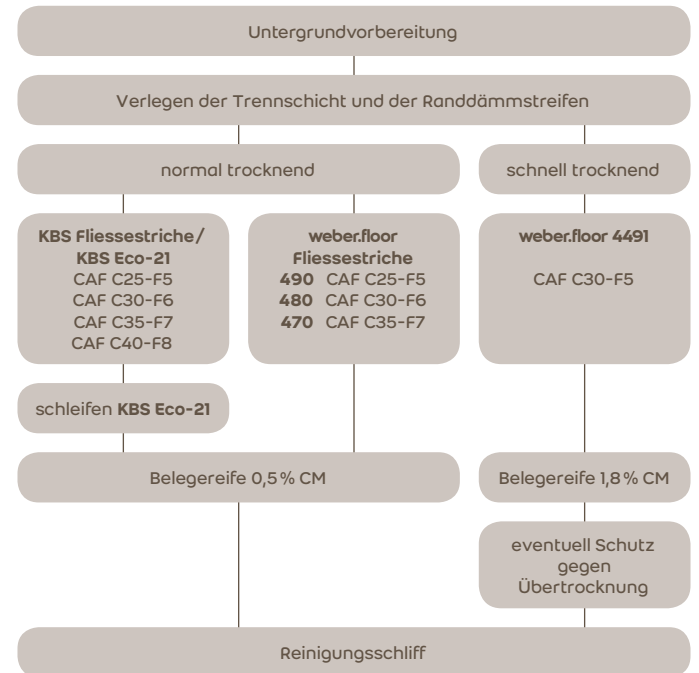 Untergrundvorbereitung
Verlegen der Trennschicht und der Randdämmstreifen
normal trocknend
schnell trocknend
KBS Fliessestriche/
KBS Eco-21
CAF C25-F5
CAF C30-F6
CAF C35-F7
CAF C40-F8
weber.floor
Fliessestriche
490 CAF C25-F5
480 CAF C30-F6
470 CAF C35-F7
weber.floor 4491
CAF C30-F5
schleifen KBS Eco-21
Belegereife 0,5% CM
Belegereife 1,8% CM
eventuell Schutz
gegen
Übertrocknung
Reinigungsschliff